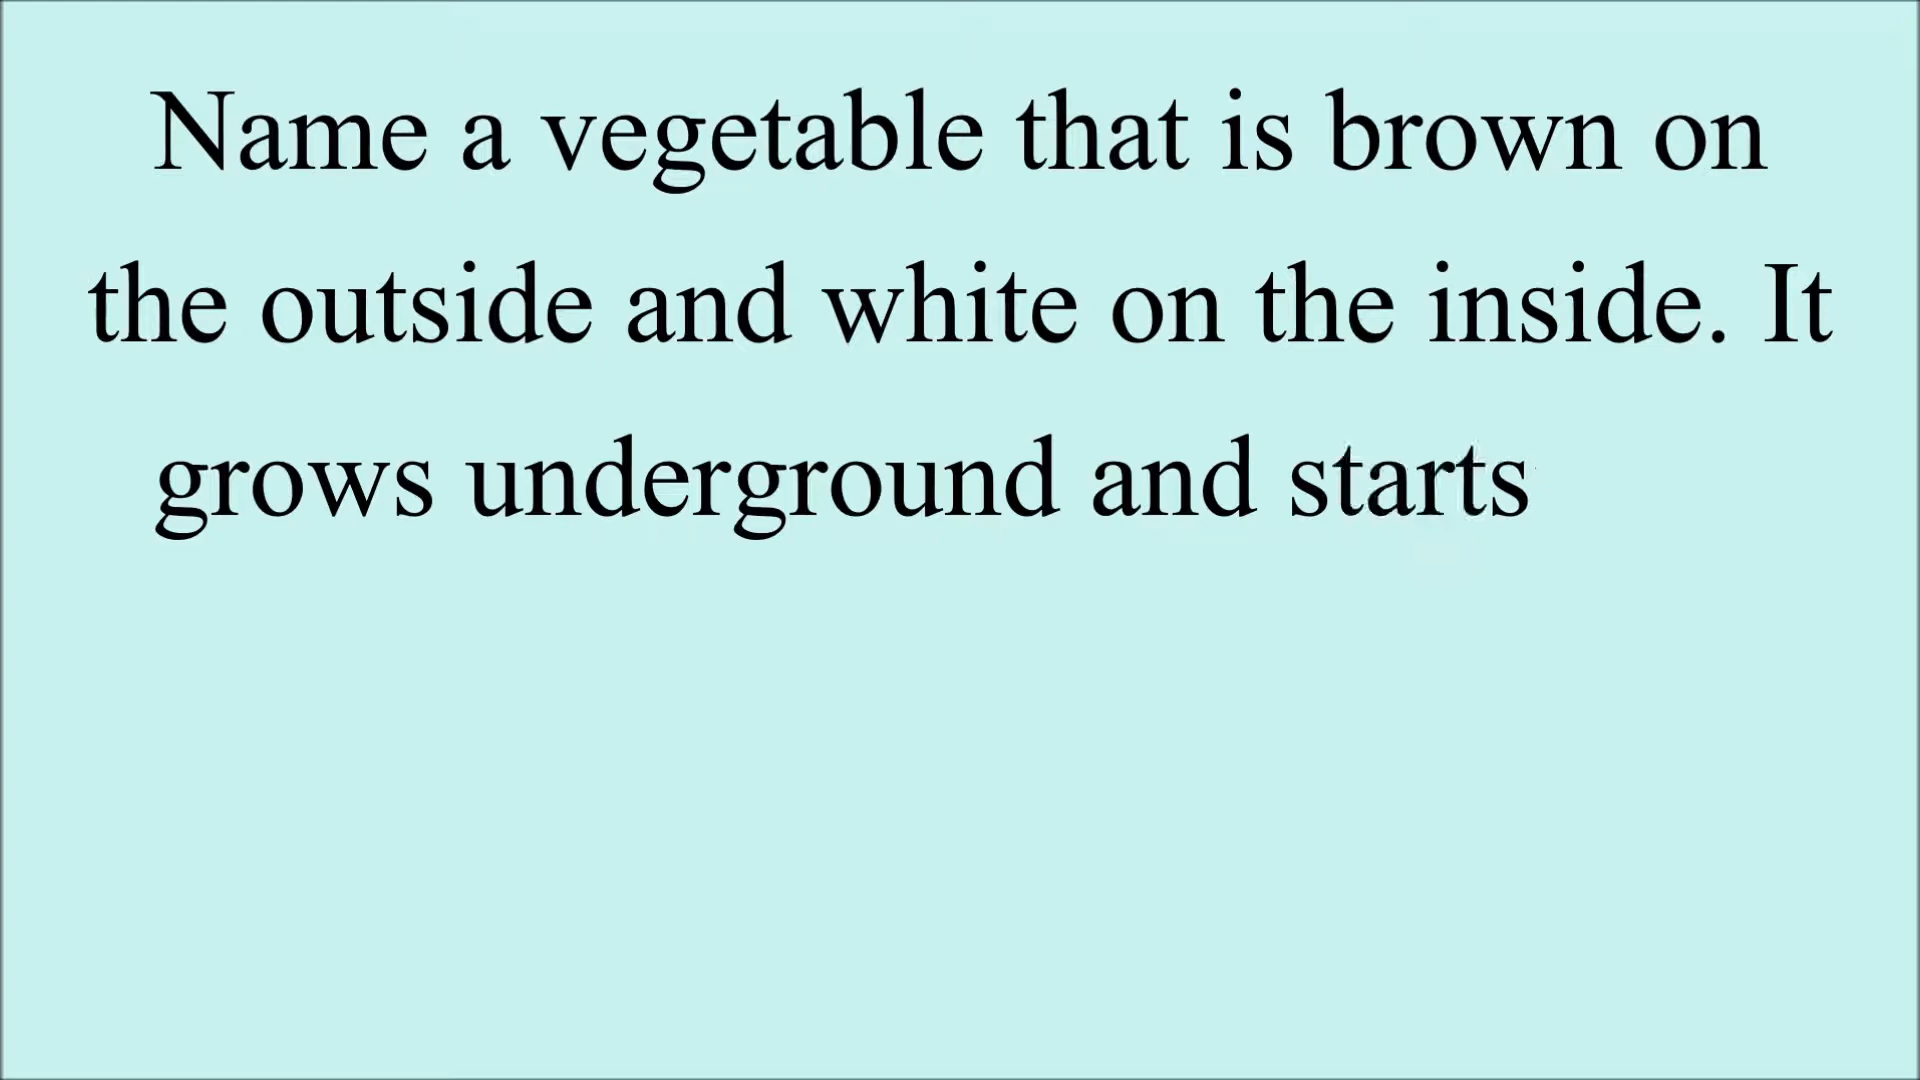 Name a vegetable that is brown on
the outside and white on the inside. It
grows underground and starts